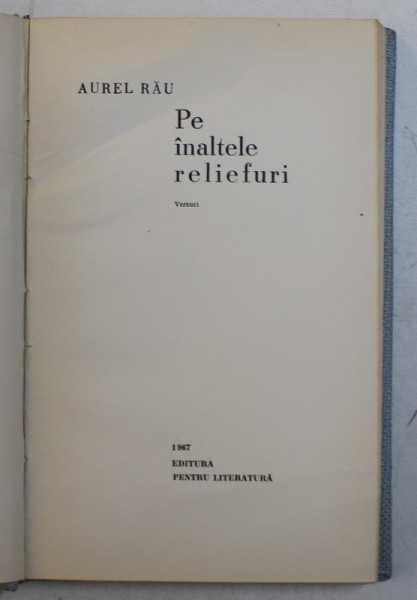 AUREL RĂU
Pe
înaltele
reliefuri
Versuri
1967
EDITURA
PENTRU LITERATURĂ